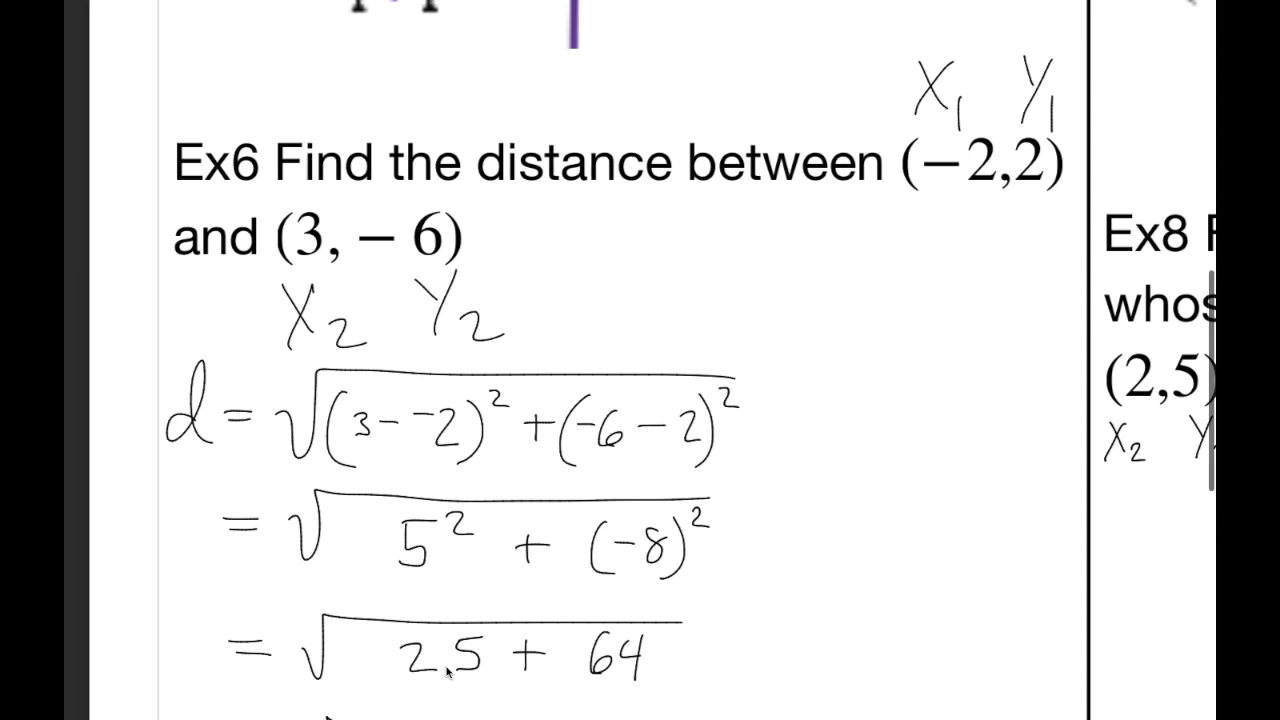 X₁ Y₁
Ex6 Find the distance between (−2,2)
and (3, − 6)
X₂ Y₂
d = √(3 - -2)² + (-6 - 2)²
= √5² + (-8)²
= √25 + 64
Ex8
whos
(2,5)
X₂ Y